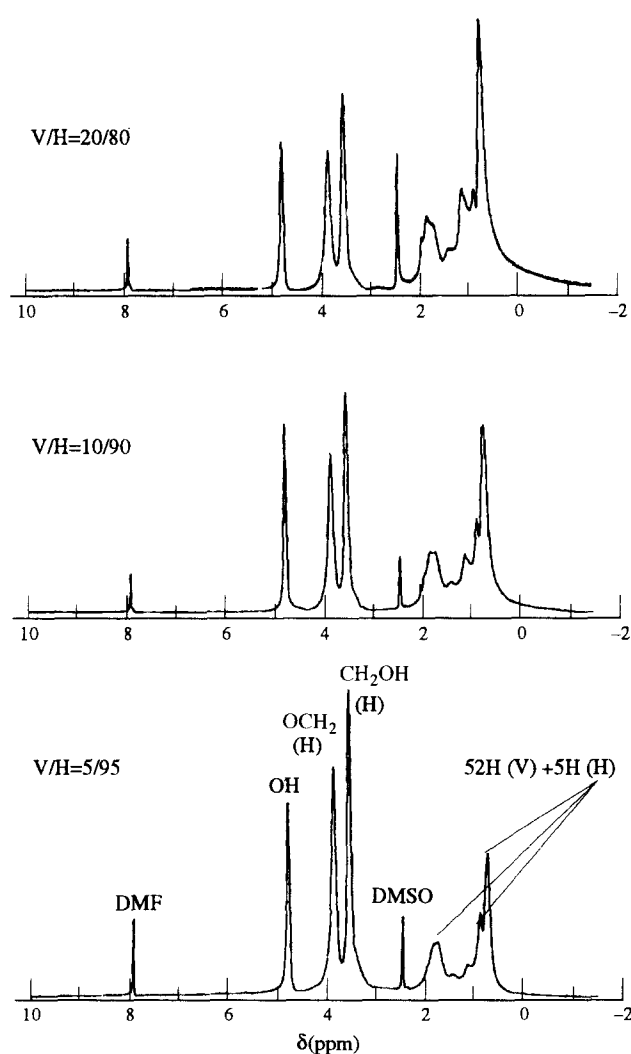 V/H=20/80
10 8 6 4 2 0 −2
V/H=10/90
10 8 6 4 2 0 −2
CH₂OH
(H)
OCH₂
(H)
V/H=5/95
52H (V) +5H (H)
OH
DMSO
DMF
10 8 6 4 2 0 −2
δ(ppm)